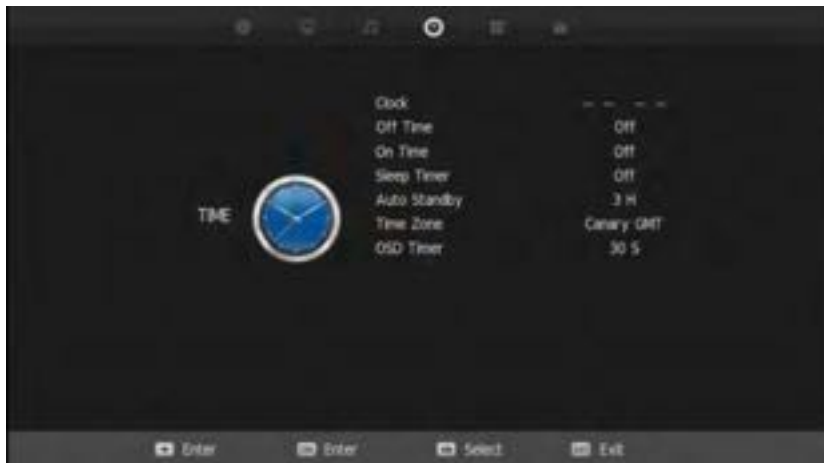 Clock -- --
Off Time Off
On Time Off
Sleep Timer Off
Auto Standby 3 H
TIME
Time Zone Canary GMT
OSD Timer 30 S
Enter Enter Select Exit